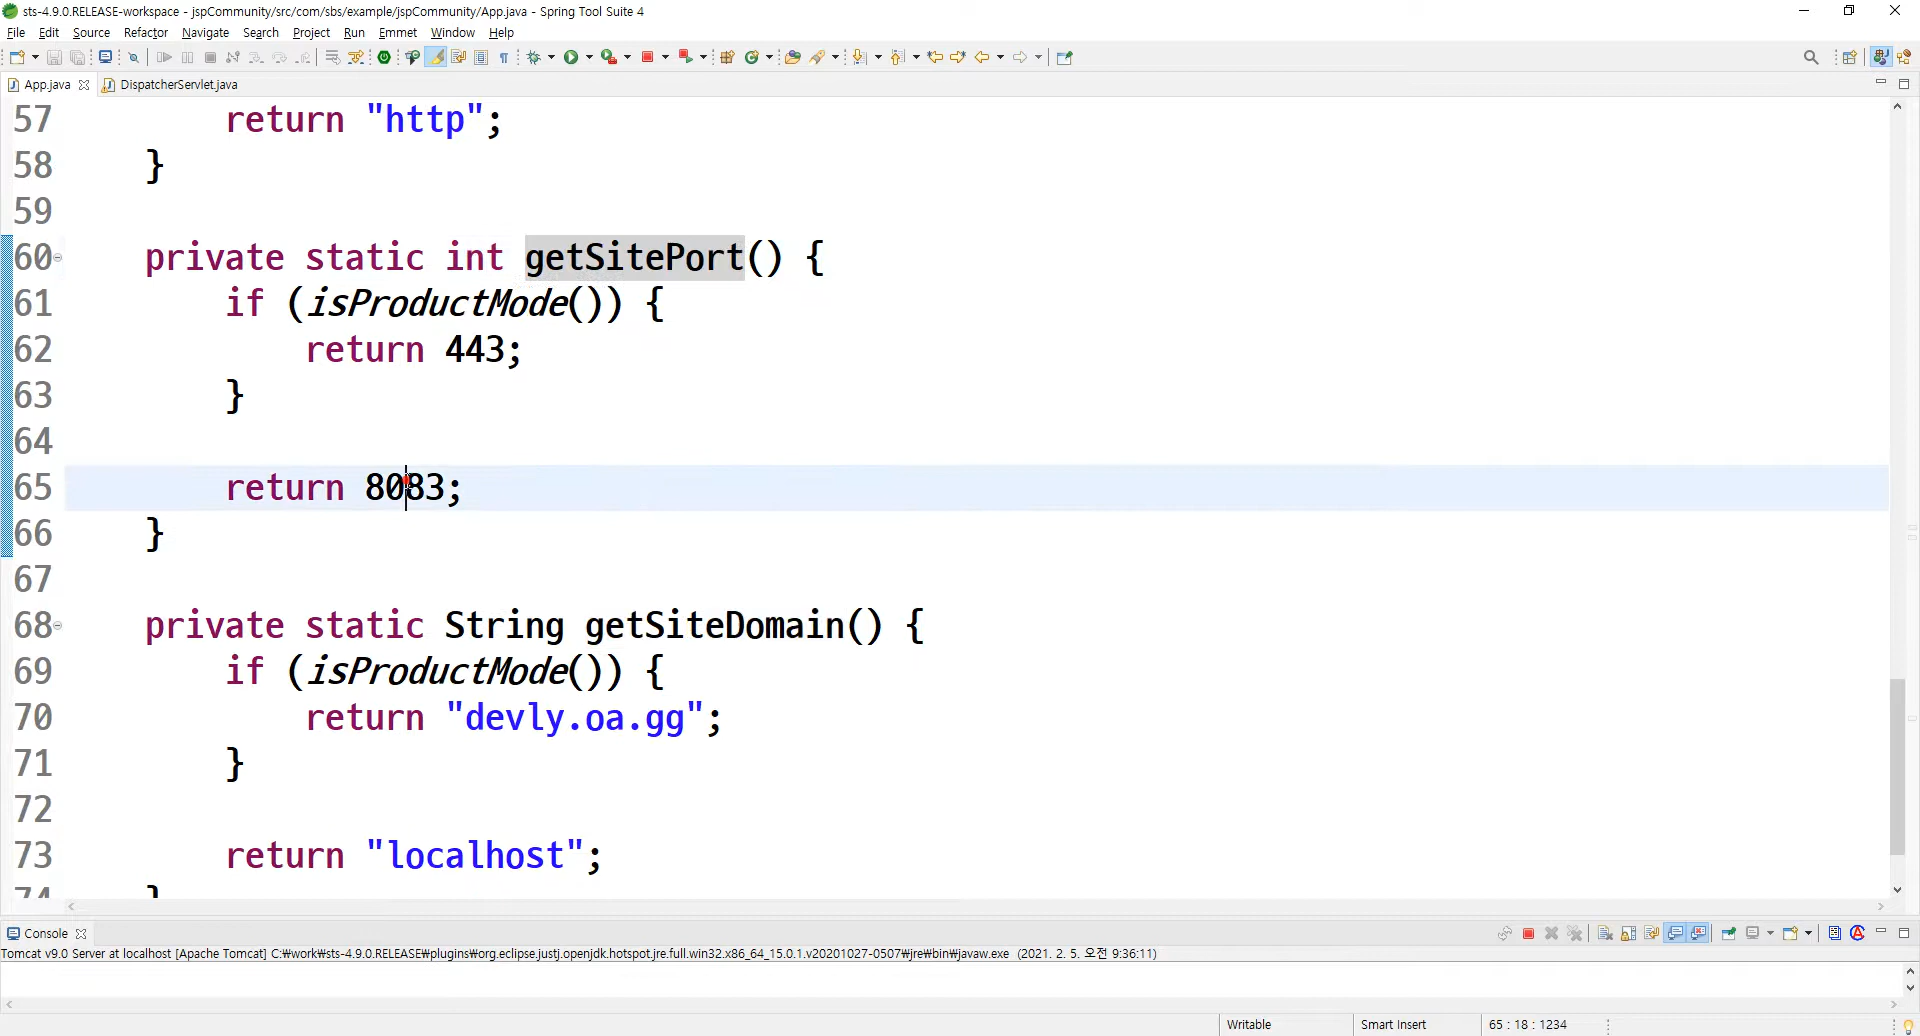 sts-4.9.0.RELEASE-workspace - jspCommunity/src/com/sbs/example/jspCommunity/App.java - Spring Tool Suite 4
File Edit Source Refactor Navigate Search Project Run Emmet Window Help
App.java DispatcherServlet.java
57 return "http";
58 }
59
60 private static int getSitePort() {
61 if (isProductMode()) {
62 return 443;
63 }
64
65 return 8083;
66 }
67
68 private static String getSiteDomain() {
69 if (isProductMode()) {
70 return "devly.oa.gg";
71 }
72
73 return "localhost";
74 }
Console
Tomcat v9.0 Server at localhost [Apache Tomcat] C:₩work₩sts-4.9.0.RELEASE₩plugins₩org.eclipse.justj.openjdk.hotspot.jre.full.win32.x86_64_15.0.1.v20201027-0507₩jre₩bin₩javaw.exe (2021. 2. 5. 오전 9:36:11)
Writable Smart Insert 65 : 18 : 1234